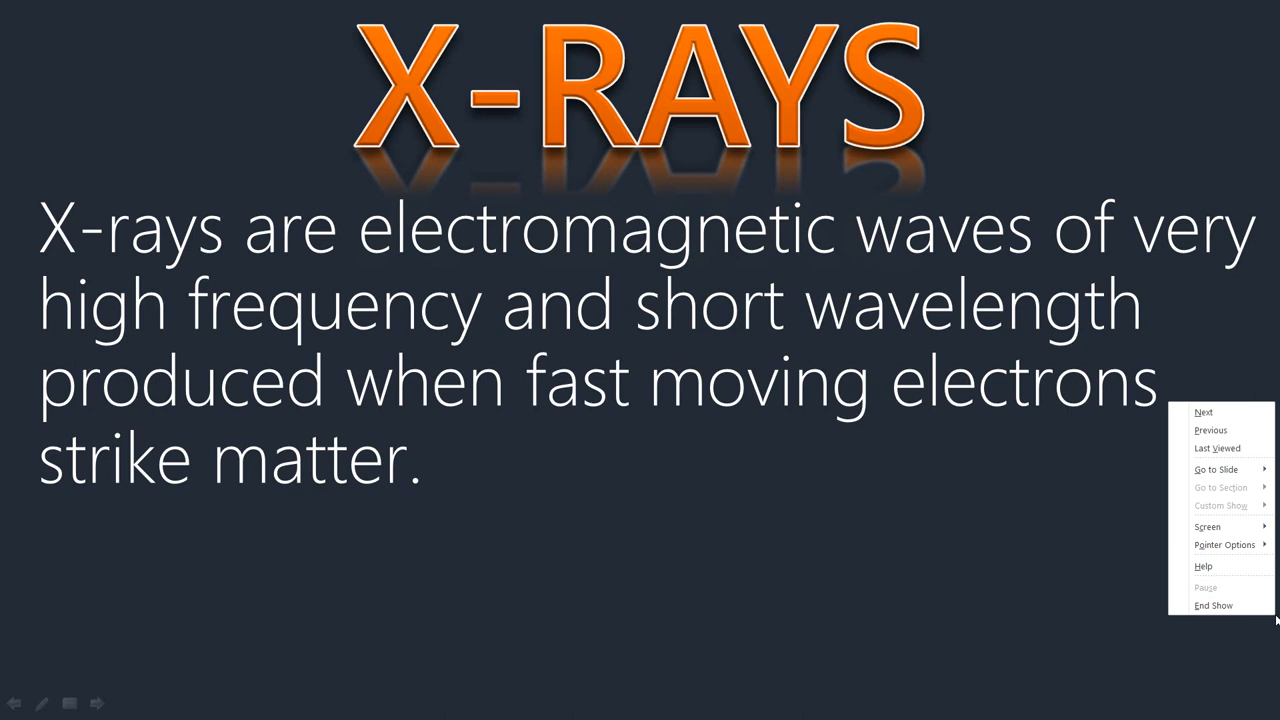 X-RAYS
X-rays are electromagnetic waves of very
high frequency and short wavelength
produced when fast moving electrons
strike matter.
Next
Previous
Last Viewed
Go to Slide
Go to Section
Custom Show
Screen
Pointer Options
Help
Pause
End Show